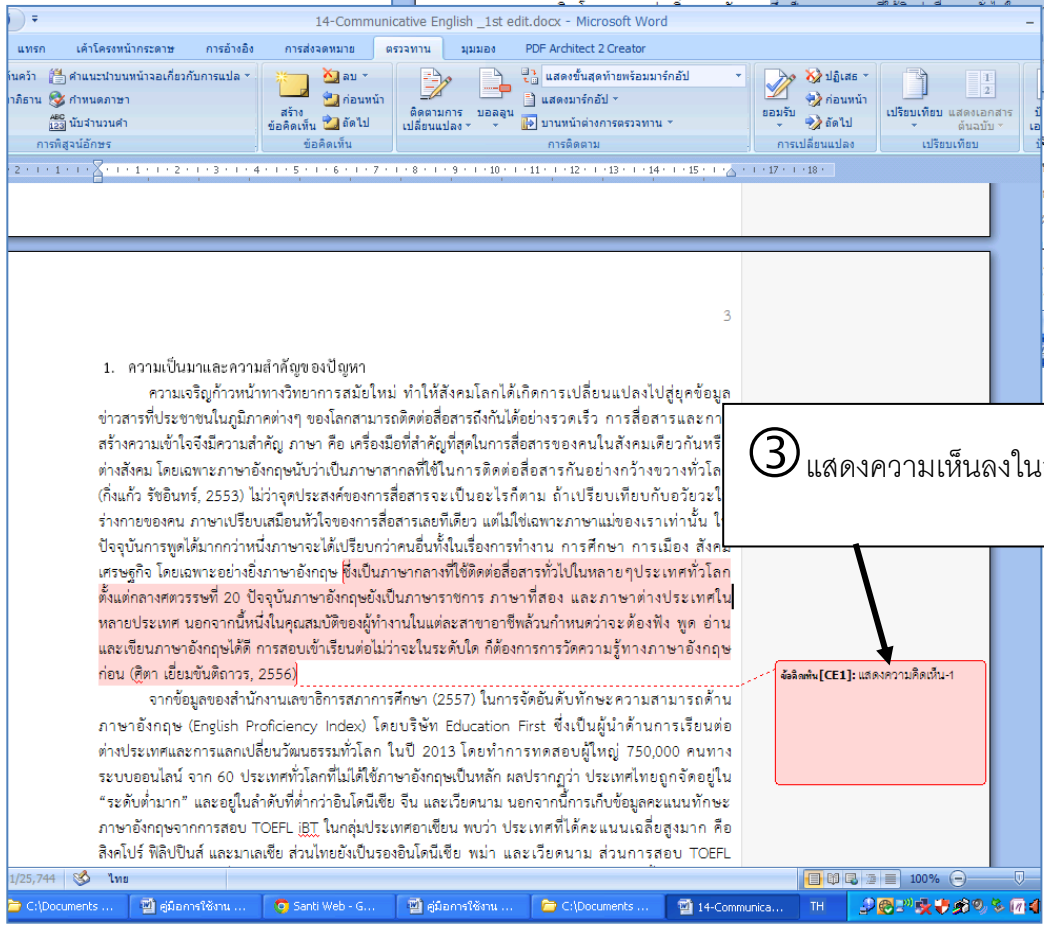 14-Communicative English _1st edit.docx - Microsoft Word
แทรก เค้าโครงหน้ากระดาษ การอ้างอิง การส่งจดหมาย ตรวจทาน มุมมอง PDF Architect 2 Creator
คำแนะนำบนหน้าจอเกี่ยวกับการแปล
กำหนดภาษา
นับจำนวนคำ
การพิสูจน์อักษร
สร้าง
ข้อคิดเห็น
ลบ
ก่อนหน้า
ถัดไป
ข้อคิดเห็น
ติดตามการ
เปลี่ยนแปลง
บอลลูน
แสดงขั้นสุดท้ายพร้อมมาร์กอัป
แสดงมาร์กอัป
บานหน้าต่างการตรวจทาน
การติดตาม
ยอมรับ
ปฏิเสธ
ก่อนหน้า
ถัดไป
การเปลี่ยนแปลง
เปรียบเทียบ
แสดงเอกสาร
ต้นฉบับ
เปรียบเทียบ
2 1 1 2 3 4 5 6 7 8 9 10 11 12 13 14 15 17 18
3
1. ความเป็นมาและความสำคัญของปัญหา
ความเจริญก้าวหน้าทางวิทยาการสมัยใหม่ ทำให้สังคมโลกได้เกิดการเปลี่ยนแปลงไปสู่ยุคข้อมูล
ข่าวสารที่ประชาชนในภูมิภาคต่างๆ ของโลกสามารถติดต่อสื่อสารถึงกันได้อย่างรวดเร็ว การสื่อสารและกา
สร้างความเข้าใจจึงมีความสำคัญ ภาษา คือ เครื่องมือที่สำคัญที่สุดในการสื่อสารของคนในสังคมเดียวกันหรื
ต่างสังคม โดยเฉพาะภาษาอังกฤษนับว่าเป็นภาษาสากลที่ใช้ในการติดต่อสื่อสารกันอย่างกว้างขวางทั่วโล
(กิ่งแก้ว รัชอินทร์, 2553) ไม่ว่าจุดประสงค์ของการสื่อสารจะเป็นอะไรก็ตาม ถ้าเปรียบเทียบกับอวัยวะใ
ร่างกายของคน ภาษาเปรียบเสมือนหัวใจของการสื่อสารเลยทีเดียว แต่ไม่ใช่เฉพาะภาษาแม่ของเราเท่านั้น ใ
ปัจจุบันการพูดได้มากกว่าหนึ่งภาษาจะได้เปรียบกว่าคนอื่นทั้งในเรื่องการทำงาน การศึกษา การเมือง สังคม
เศรษฐกิจ โดยเฉพาะอย่างยิ่งภาษาอังกฤษ ซึ่งเป็นภาษากลางที่ใช้ติดต่อสื่อสารทั่วไปในหลายๆประเทศทั่วโลก
ตั้งแต่กลางศตวรรษที่ 20 ปัจจุบันภาษาอังกฤษยังเป็นภาษาราชการ ภาษาที่สอง และภาษาต่างประเทศใน
หลายประเทศ นอกจากนี้หนึ่งในคุณสมบัติของผู้ทำงานในแต่ละสาขาอาชีพล้วนกำหนดว่าจะต้องฟัง พูด อ่าน
และเขียนภาษาอังกฤษได้ดี การสอบเข้าเรียนต่อไม่ว่าจะในระดับใด ก็ต้องการการวัดความรู้ทางภาษาอังกฤษ
ก่อน (ศิตา เยี่ยมขันติถาวร, 2556)
③ แสดงความเห็นลงใน
ข้อคิดเห็น[CE1]: แสดงความคิดเห็น-1
จากข้อมูลของสำนักงานเลขาธิการสภาการศึกษา (2557) ในการจัดอันดับทักษะความสามารถด้าน
ภาษาอังกฤษ (English Proficiency Index) โดยบริษัท Education First ซึ่งเป็นผู้นำด้านการเรียนต่อ
ต่างประเทศและการแลกเปลี่ยนวัฒนธรรมทั่วโลก ในปี 2013 โดยทำการทดสอบผู้ใหญ่ 750,000 คนทาง
ระบบออนไลน์ จาก 60 ประเทศทั่วโลกที่ไม่ได้ใช้ภาษาอังกฤษเป็นหลัก ผลปรากฏว่า ประเทศไทยถูกจัดอยู่ใน
“ระดับต่ำมาก” และอยู่ในลำดับที่ต่ำกว่าอินโดนีเซีย จีน และเวียดนาม นอกจากนี้การเก็บข้อมูลคะแนนทักษะ
ภาษาอังกฤษจากการสอบ TOEFL iBT ในกลุ่มประเทศอาเซียน พบว่า ประเทศที่ได้คะแนนเฉลี่ยสูงมาก คือ
สิงคโปร์ ฟิลิปปินส์ และมาเลเซีย ส่วนไทยยังเป็นรองอินโดนีเซีย พม่า และเวียดนาม ส่วนการสอบ TOEFL
1/25,744 ไทย 100%
C:\Documents ... คู่มือการใช้งาน ... Santi Web - G... คู่มือการใช้งาน ... C:\Documents ... 14-Communica... TH